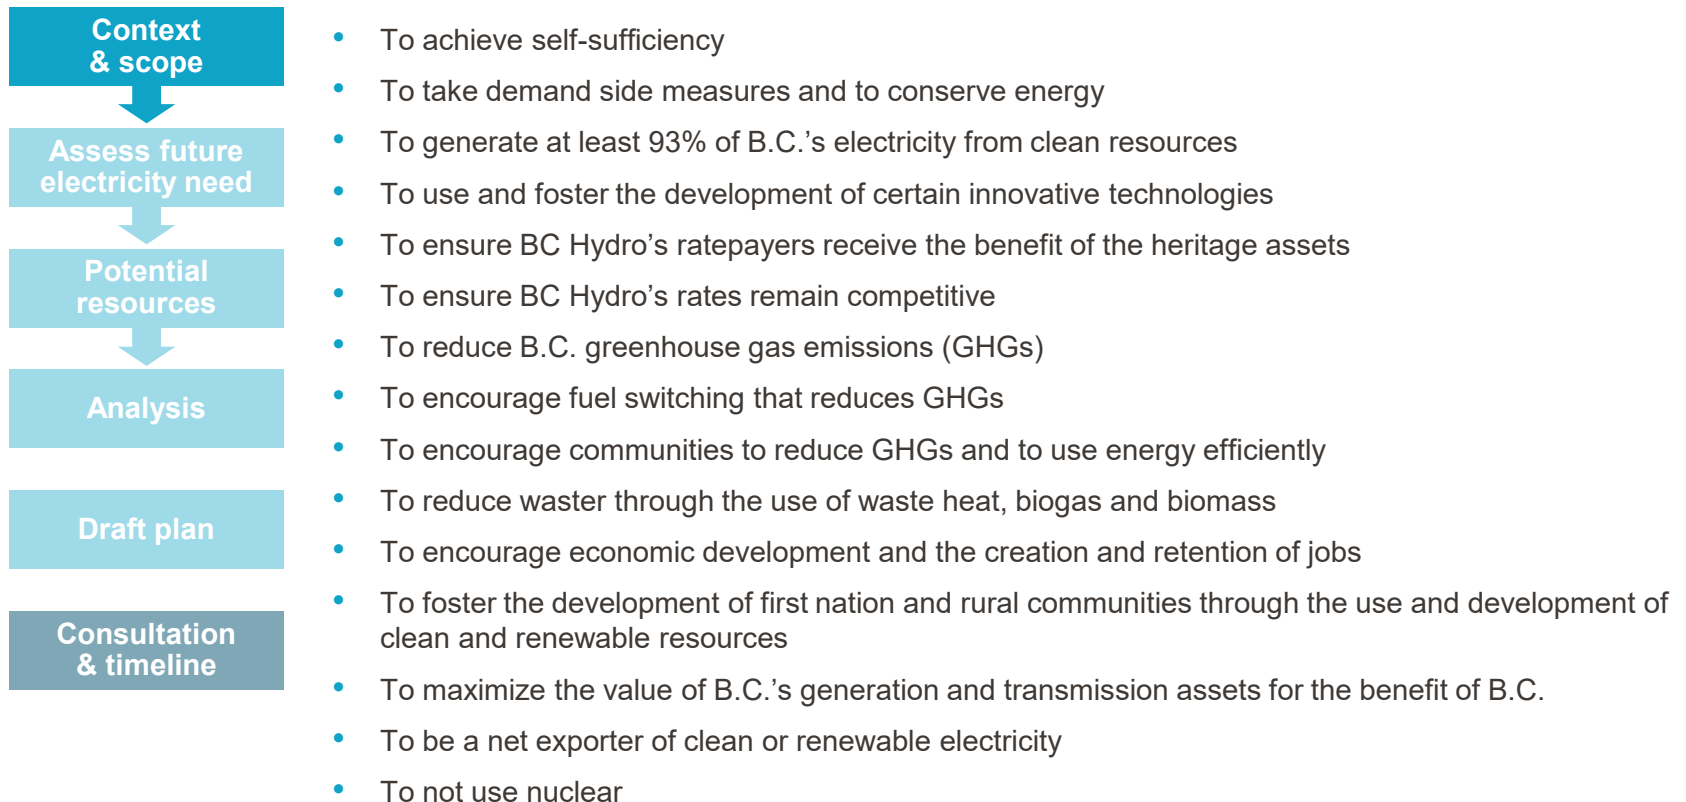 Context
& scope
Assess future
electricity need
Potential
resources
Analysis
Draft plan
Consultation
& timeline
• To achieve self-sufficiency
• To take demand side measures and to conserve energy
• To generate at least 93% of B.C.’s electricity from clean resources
• To use and foster the development of certain innovative technologies
• To ensure BC Hydro’s ratepayers receive the benefit of the heritage assets
• To ensure BC Hydro’s rates remain competitive
• To reduce B.C. greenhouse gas emissions (GHGs)
• To encourage fuel switching that reduces GHGs
• To encourage communities to reduce GHGs and to use energy efficiently
• To reduce waster through the use of waste heat, biogas and biomass
• To encourage economic development and the creation and retention of jobs
• To foster the development of first nation and rural communities through the use and development of
clean and renewable resources
• To maximize the value of B.C.’s generation and transmission assets for the benefit of B.C.
• To be a net exporter of clean or renewable electricity
• To not use nuclear